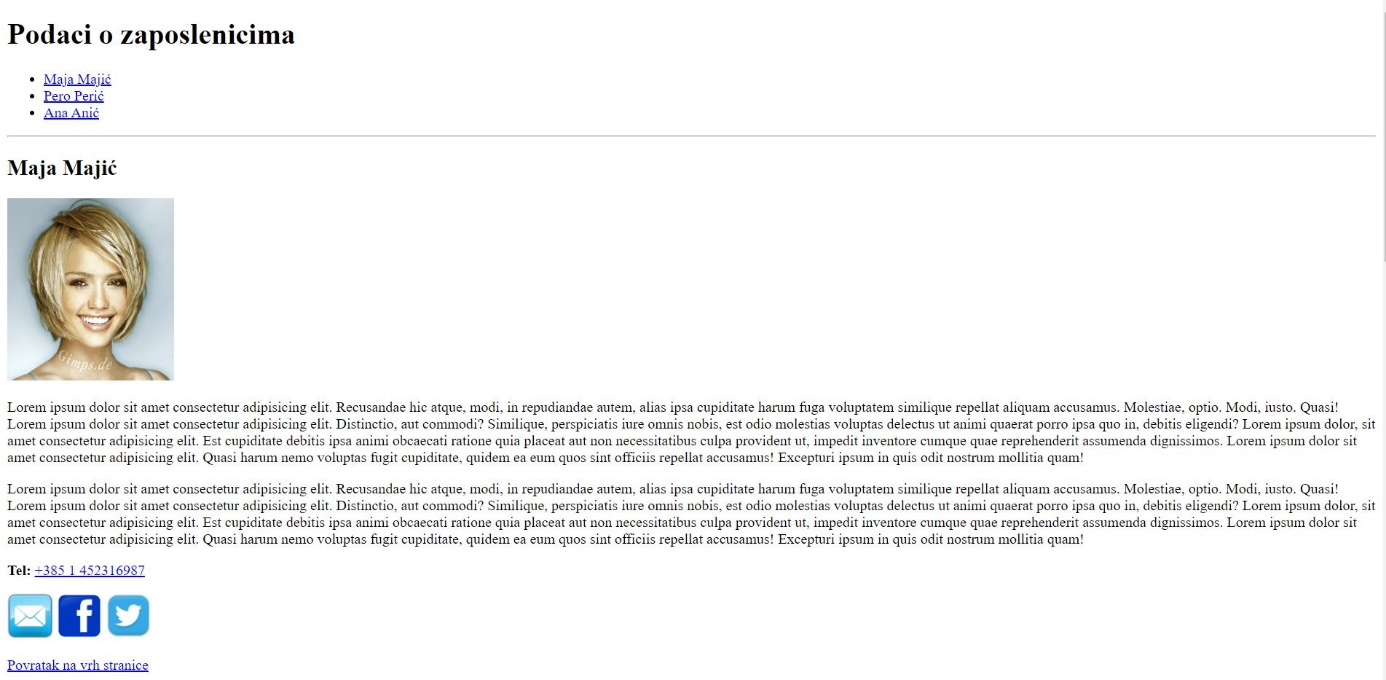 Podaci o zaposlenicima
Maja Majić
Pero Perić
Ana Anić
Maja Majić
Gimps.de
Lorem ipsum dolor sit amet consectetur adipisicing elit. Recusandae hic atque, modi, in repudiandae autem, alias ipsa cupiditate harum fuga voluptatem similique repellat aliquam accusamus. Molestiae, optio. Modi, iusto. Quasi!
Lorem ipsum dolor sit amet consectetur adipisicing elit. Distinctio, aut commodi? Similique, perspiciatis iure omnis nobis, est odio molestias voluptas delectus ut animi quaerat porro ipsa quo in, debitis eligendi? Lorem ipsum dolor, sit
amet consectetur adipisicing elit. Est cupiditate debitis ipsa animi obcaecati ratione quia placeat aut non necessitatibus culpa provident ut, impedit inventore cumque quae reprehenderit assumenda dignissimos. Lorem ipsum dolor sit
amet consectetur adipisicing elit. Quasi harum nemo voluptas fugit cupiditate, quidem ea eum quos sint officiis repellat accusamus! Excepturi ipsum in quis odit nostrum mollitia quam!
Lorem ipsum dolor sit amet consectetur adipisicing elit. Recusandae hic atque, modi, in repudiandae autem, alias ipsa cupiditate harum fuga voluptatem similique repellat aliquam accusamus. Molestiae, optio. Modi, iusto. Quasi!
Lorem ipsum dolor sit amet consectetur adipisicing elit. Distinctio, aut commodi? Similique, perspiciatis iure omnis nobis, est odio molestias voluptas delectus ut animi quaerat porro ipsa quo in, debitis eligendi? Lorem ipsum dolor, sit
amet consectetur adipisicing elit. Est cupiditate debitis ipsa animi obcaecati ratione quia placeat aut non necessitatibus culpa provident ut, impedit inventore cumque quae reprehenderit assumenda dignissimos. Lorem ipsum dolor sit
amet consectetur adipisicing elit. Quasi harum nemo voluptas fugit cupiditate, quidem ea eum quos sint officiis repellat accusamus! Excepturi ipsum in quis odit nostrum mollitia quam!
Tel: +385 1 452316987
f
Povratak na vrh stranice